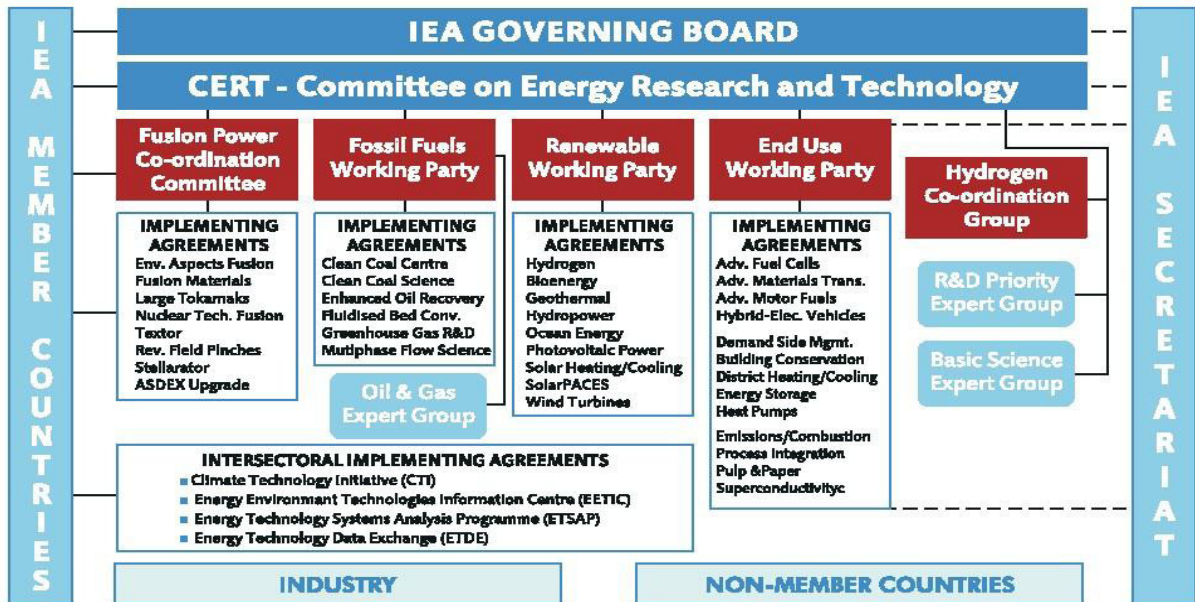 IEA MEMBER COUNTRIES
IEA GOVERNING BOARD
CERT - Committee on Energy Research and Technology
Fusion Power
Co-ordination
Committee
IMPLEMENTING
AGREEMENTS
Env. Aspects Fusion
Fusion Materials
Large Tokamaks
Nuclear Tech. Fusion
Textor
Rev. Field Pinches
Stellarator
ASDEX Upgrade
Fossil Fuels
Working Party
IMPLEMENTING
AGREEMENTS
Clean Coal Centre
Clean Coal Science
Enhanced Oil Recovery
Fluidised Bed Conv.
Greenhouse Gas R&D
Mutiphase Flow Science
Oil & Gas
Expert Group
Renewable
Working Party
IMPLEMENTING
AGREEMENTS
Hydrogen
Bioenergy
Geothermal
Hydropower
Ocean Energy
Photovoltaic Power
Solar Heating/Cooling
SolarPACES
Wind Turbines
End Use
Working Party
IMPLEMENTING
AGREEMENTS
Adv. Fuel Cells
Adv. Materials Trans.
Adv. Motor Fuels
Hybrid-Elec. Vehicles
Demand Side Mgmt.
Building Conservation
District Heating/Cooling
Energy Storage
Heat Pumps
Emissions/Combustion
Process Integration
Pulp &Paper
Superconductivityc
Hydrogen
Co-ordination
Group
R&D Priority
Expert Group
Basic Science
Expert Group
INTERSECTORAL IMPLEMENTING AGREEMENTS
Climate Technology Initiative (CTI)
Energy Environmant Technologies Information Centre (EETIC)
Energy Technology Systems Analysis Programme (ETSAP)
Energy Technology Data Exchange (ETDE)
INDUSTRY
NON-MEMBER COUNTRIES
IEA SECRETARIAT